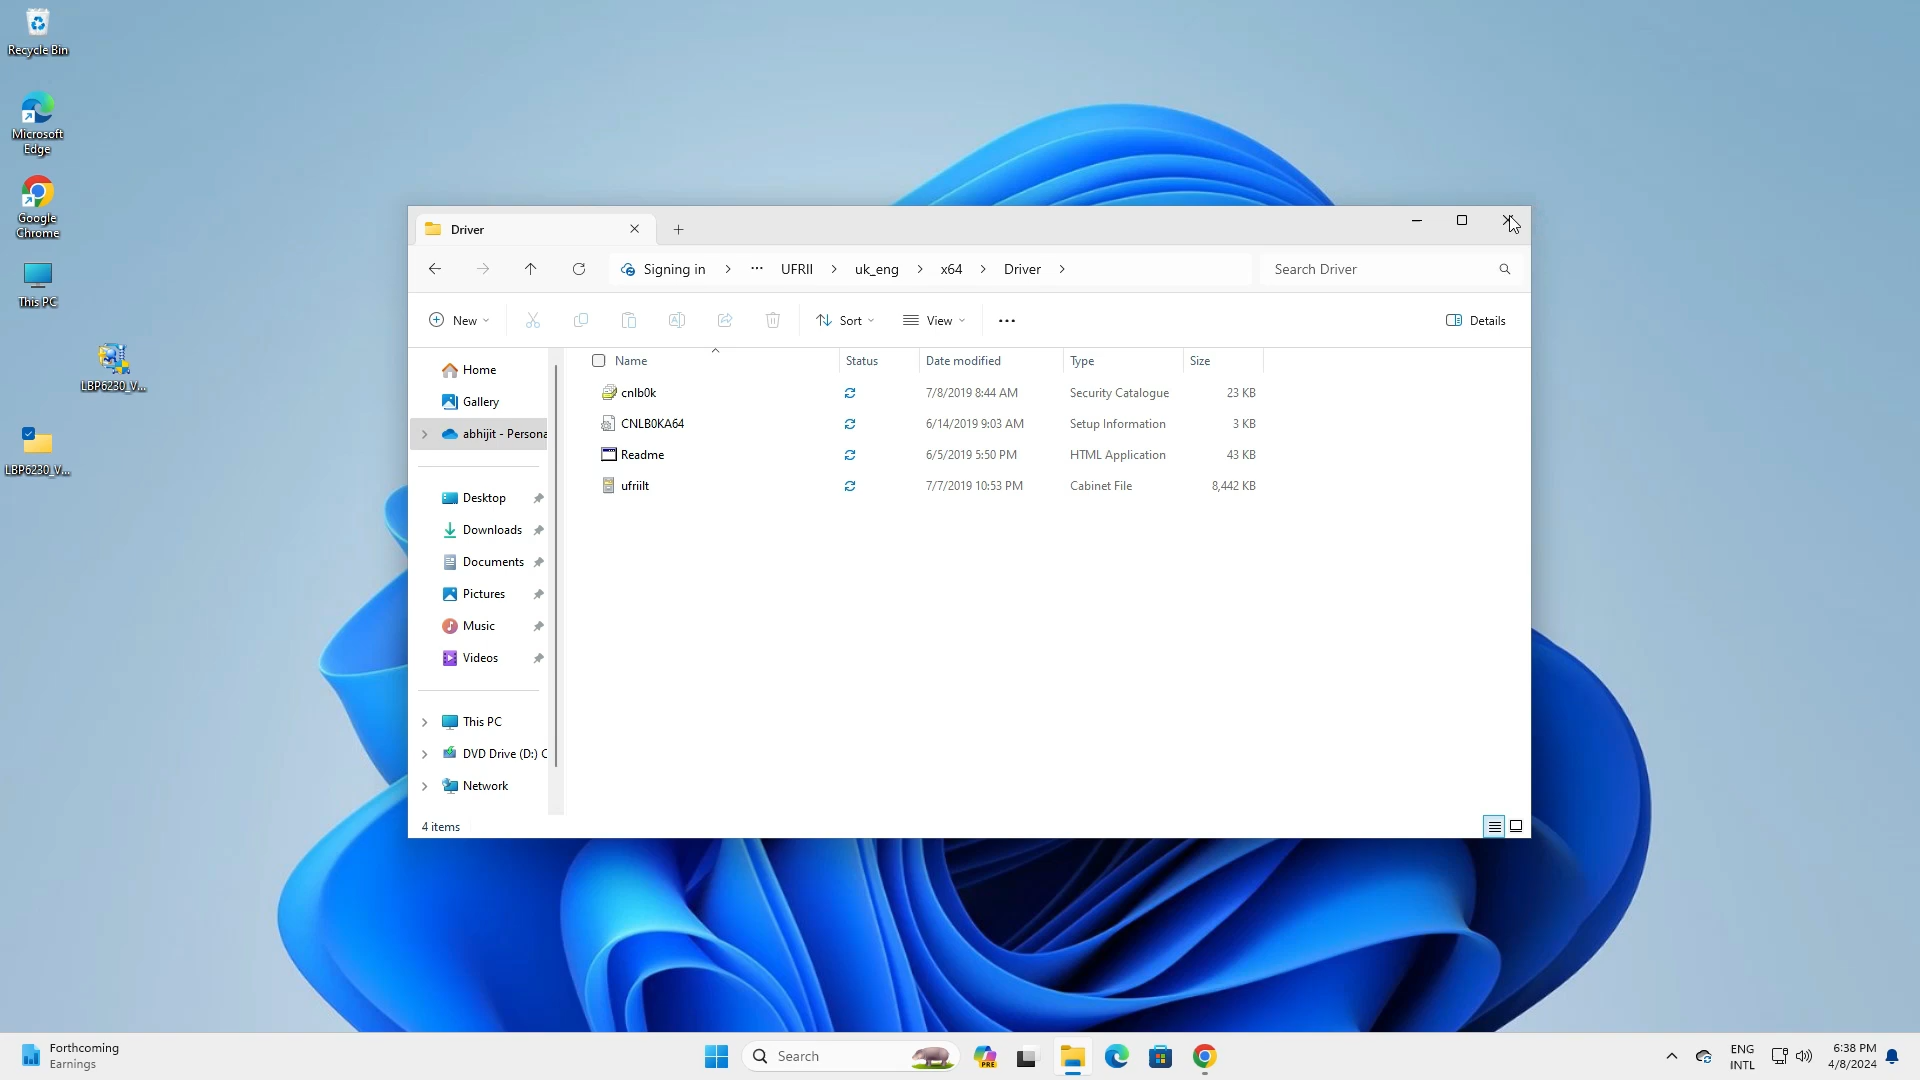 Recycle Bin
Microsoft
Edge
Google
Chrome
This PC
LBP6230_V...
LBP6230_V...
Driver
Signing in
...
UFRII
uk_eng
x64
Driver
Search Driver
New
Sort
View
...
Details
Name
Status
Date modified
Type
Size
Home
Gallery
abhijit - Persona
Desktop
Downloads
Documents
Pictures
Music
Videos
This PC
DVD Drive (D:) C
Network
cnlb0k 7/8/2019 8:44 AM Security Catalogue 23 KB
CNLB0KA64 6/14/2019 9:03 AM Setup Information 3 KB
Readme 6/5/2019 5:50 PM HTML Application 43 KB
ufriilt 7/7/2019 10:53 PM Cabinet File 8,442 KB
4 items
Forthcoming
Earnings
Search
PRE
ENG
INTL
6:38 PM
4/8/2024